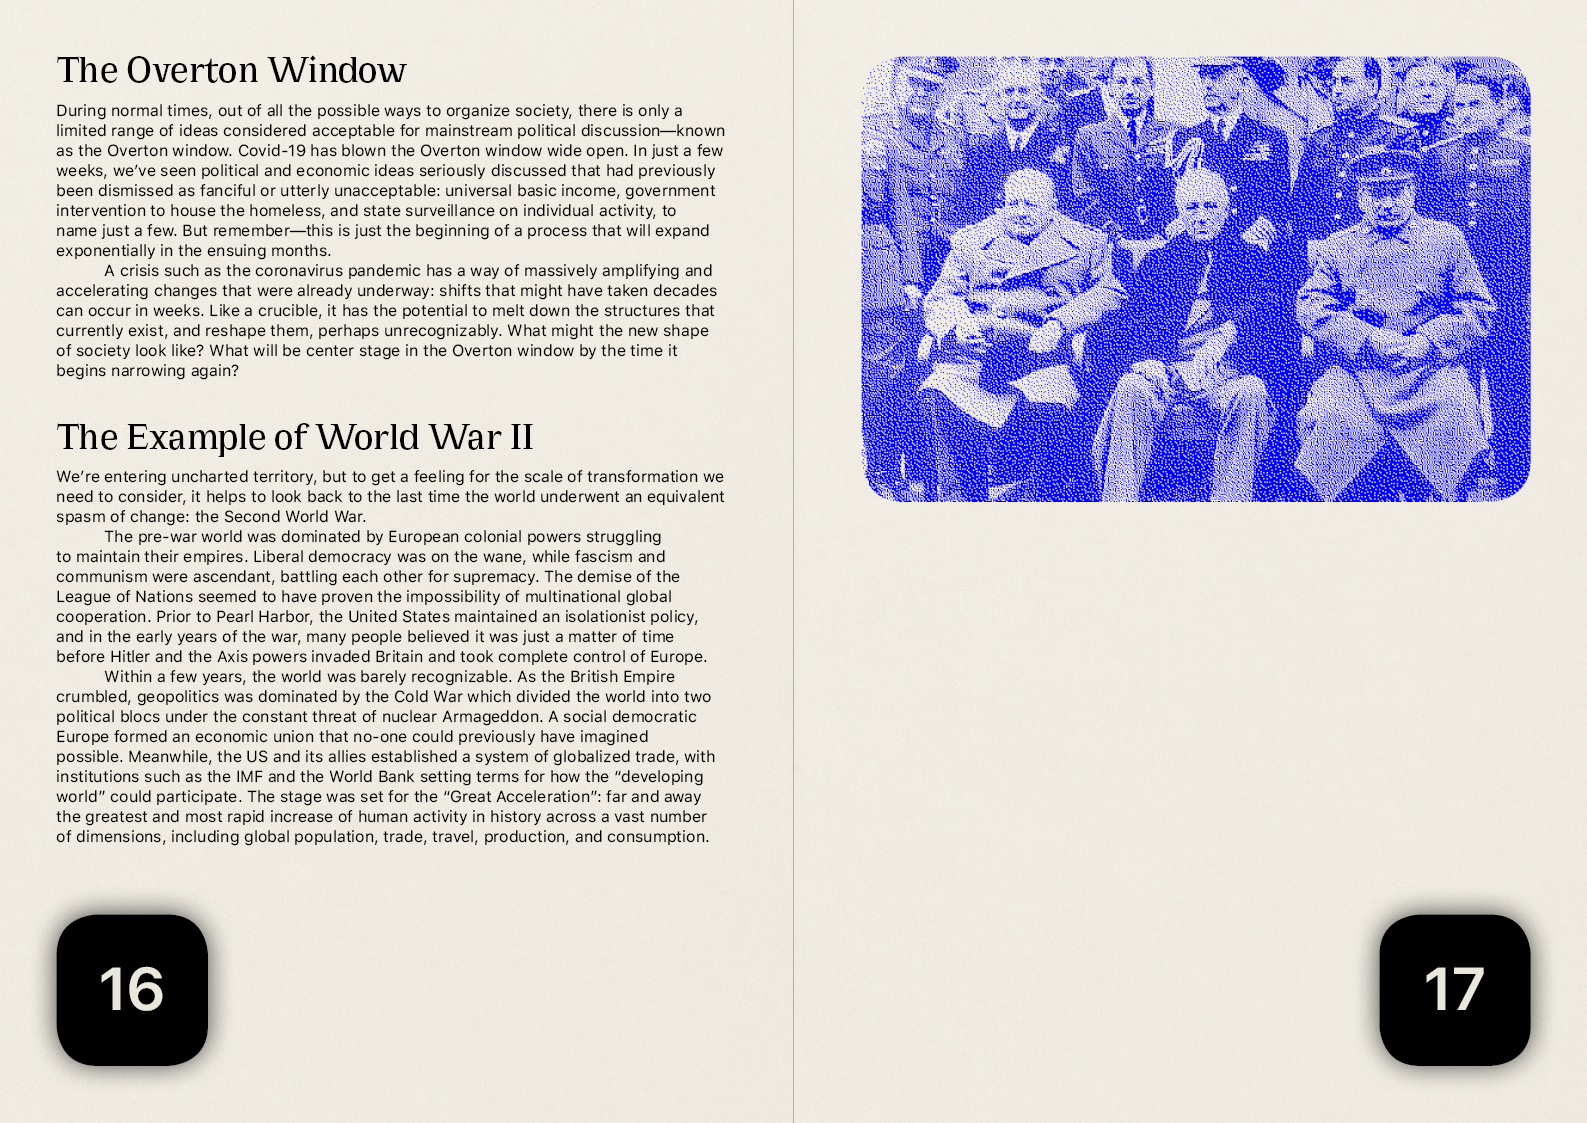 The Overton Window
During normal times, out of all the possible ways to organize society, there is only a
limited range of ideas considered acceptable for mainstream political discussion—known
as the Overton window. Covid-19 has blown the Overton window wide open. In just a few
weeks, we’ve seen political and economic ideas seriously discussed that had previously
been dismissed as fanciful or utterly unacceptable: universal basic income, government
intervention to house the homeless, and state surveillance on individual activity, to
name just a few. But remember—this is just the beginning of a process that will expand
exponentially in the ensuing months.
A crisis such as the coronavirus pandemic has a way of massively amplifying and
accelerating changes that were already underway: shifts that might have taken decades
can occur in weeks. Like a crucible, it has the potential to melt down the structures that
currently exist, and reshape them, perhaps unrecognizably. What might the new shape
of society look like? What will be center stage in the Overton window by the time it
begins narrowing again?
The Example of World War II
We’re entering uncharted territory, but to get a feeling for the scale of transformation we
need to consider, it helps to look back to the last time the world underwent an equivalent
spasm of change: the Second World War.
The pre-war world was dominated by European colonial powers struggling
to maintain their empires. Liberal democracy was on the wane, while fascism and
communism were ascendant, battling each other for supremacy. The demise of the
League of Nations seemed to have proven the impossibility of multinational global
cooperation. Prior to Pearl Harbor, the United States maintained an isolationist policy,
and in the early years of the war, many people believed it was just a matter of time
before Hitler and the Axis powers invaded Britain and took complete control of Europe.
Within a few years, the world was barely recognizable. As the British Empire
crumbled, geopolitics was dominated by the Cold War which divided the world into two
political blocs under the constant threat of nuclear Armageddon. A social democratic
Europe formed an economic union that no-one could previously have imagined
possible. Meanwhile, the US and its allies established a system of globalized trade, with
institutions such as the IMF and the World Bank setting terms for how the “developing
world” could participate. The stage was set for the “Great Acceleration”: far and away
the greatest and most rapid increase of human activity in history across a vast number
of dimensions, including global population, trade, travel, production, and consumption.
16
17